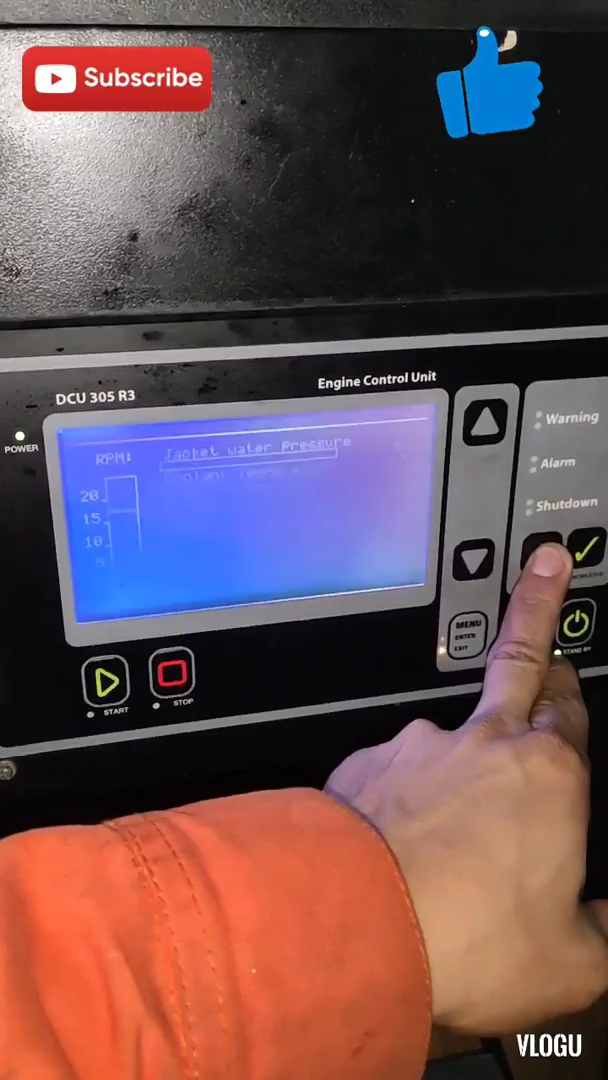 Subscribe
DCU 305 R3
Engine Control Unit
POWER
RPM:
Jacket water Pressure
20
15
10
Warning
Alarm
Shutdown
MENU
ENTER
EXIT
STAND BY
START
STOP
VLOGU